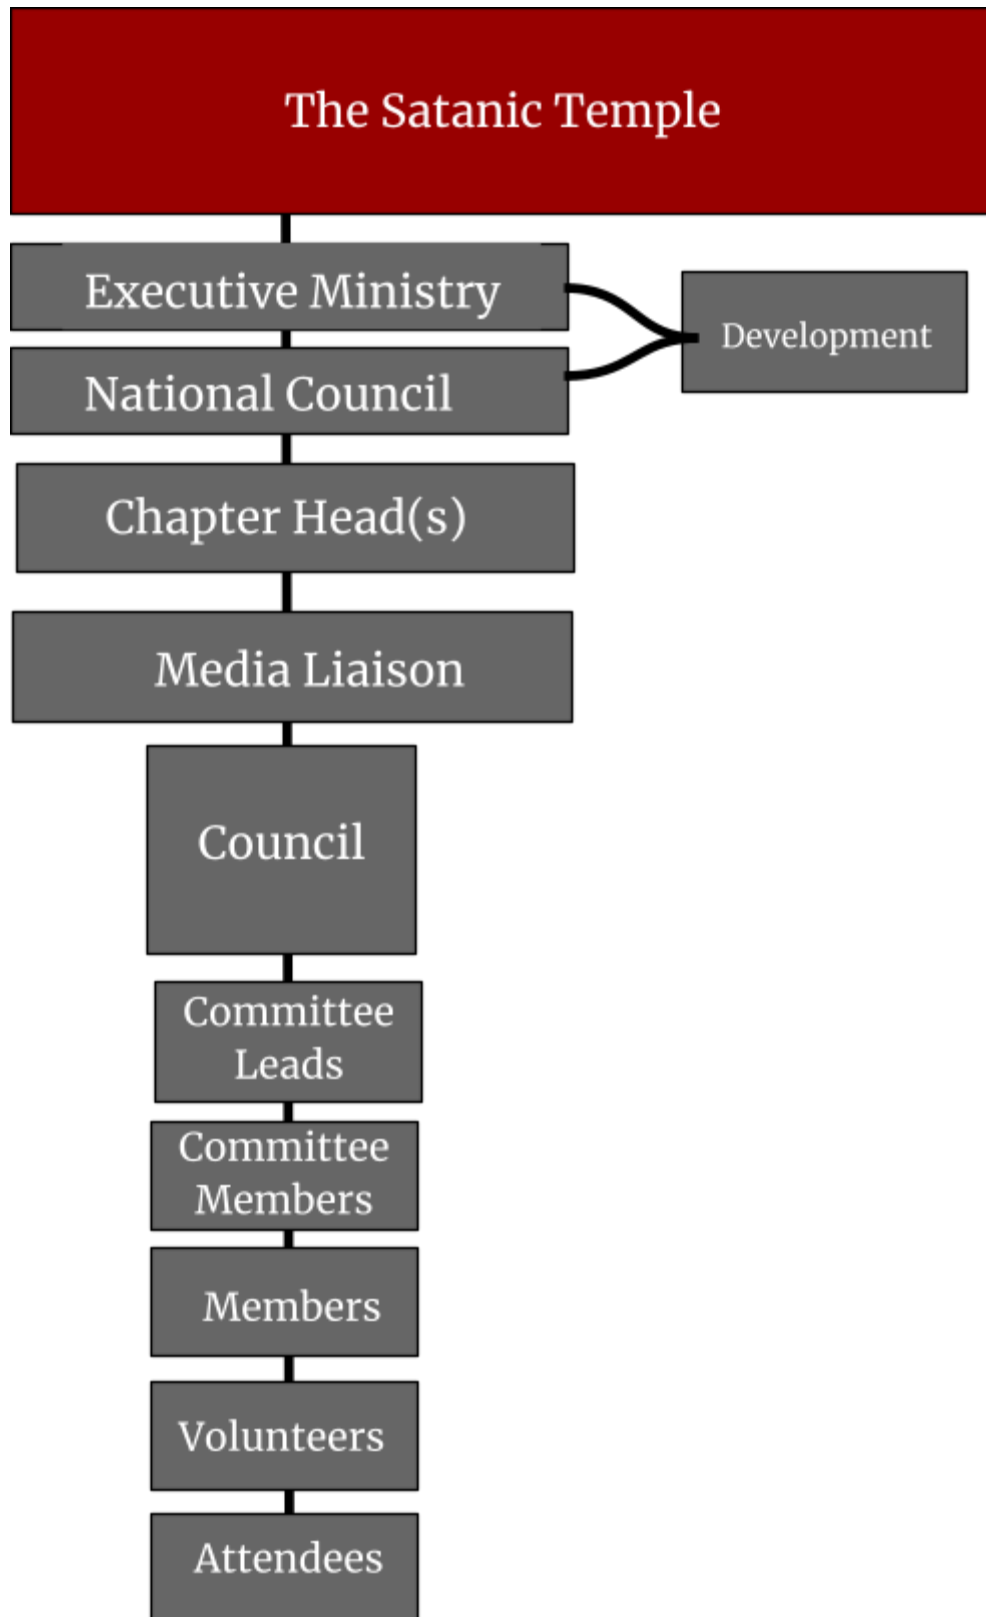 The Satanic Temple
Executive Ministry
Development
National Council
Chapter Head(s)
Media Liaison
Council
Committee
Leads
Committee
Members
Members
Volunteers
Attendees